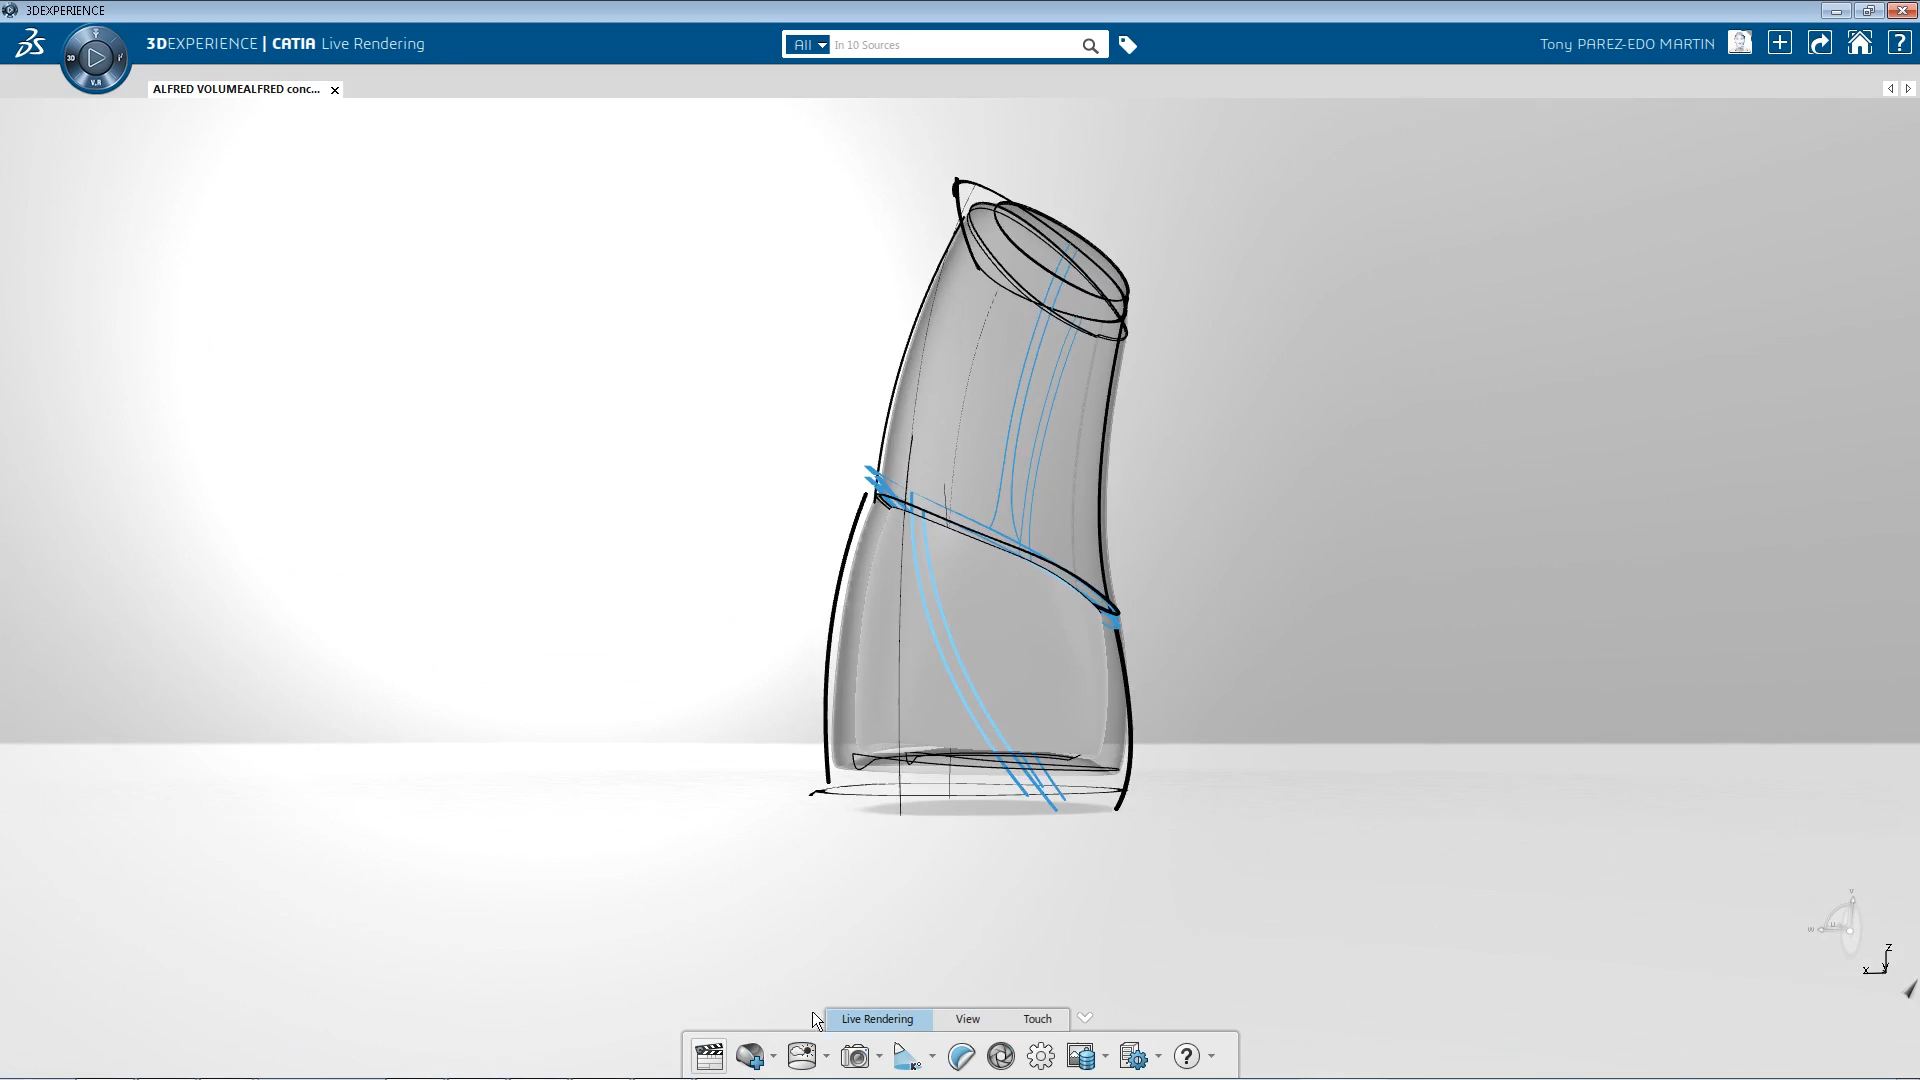 3DEXPERIENCE
3DEXPERIENCE | CATIA Live Rendering
All
In 10 Sources
Tony PAREZ-EDO MARTIN
3D
V.R
ALFRED VOLUMEALFRED conc...
Live Rendering
View
Touch
z
x